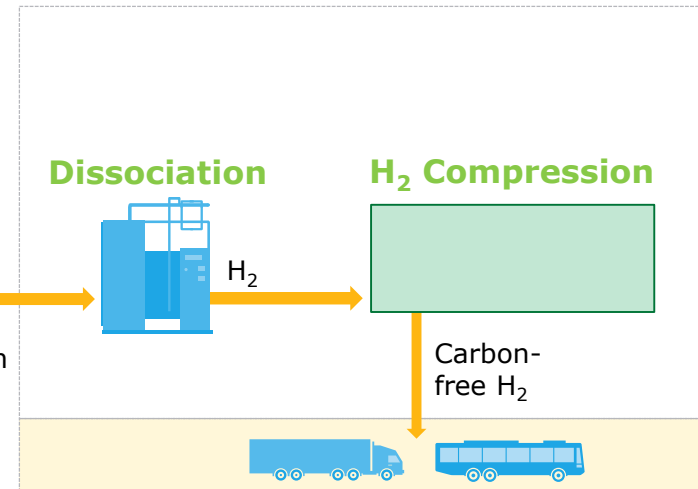 Dissociation
H₂ Compression
H₂
Carbon-
free H₂